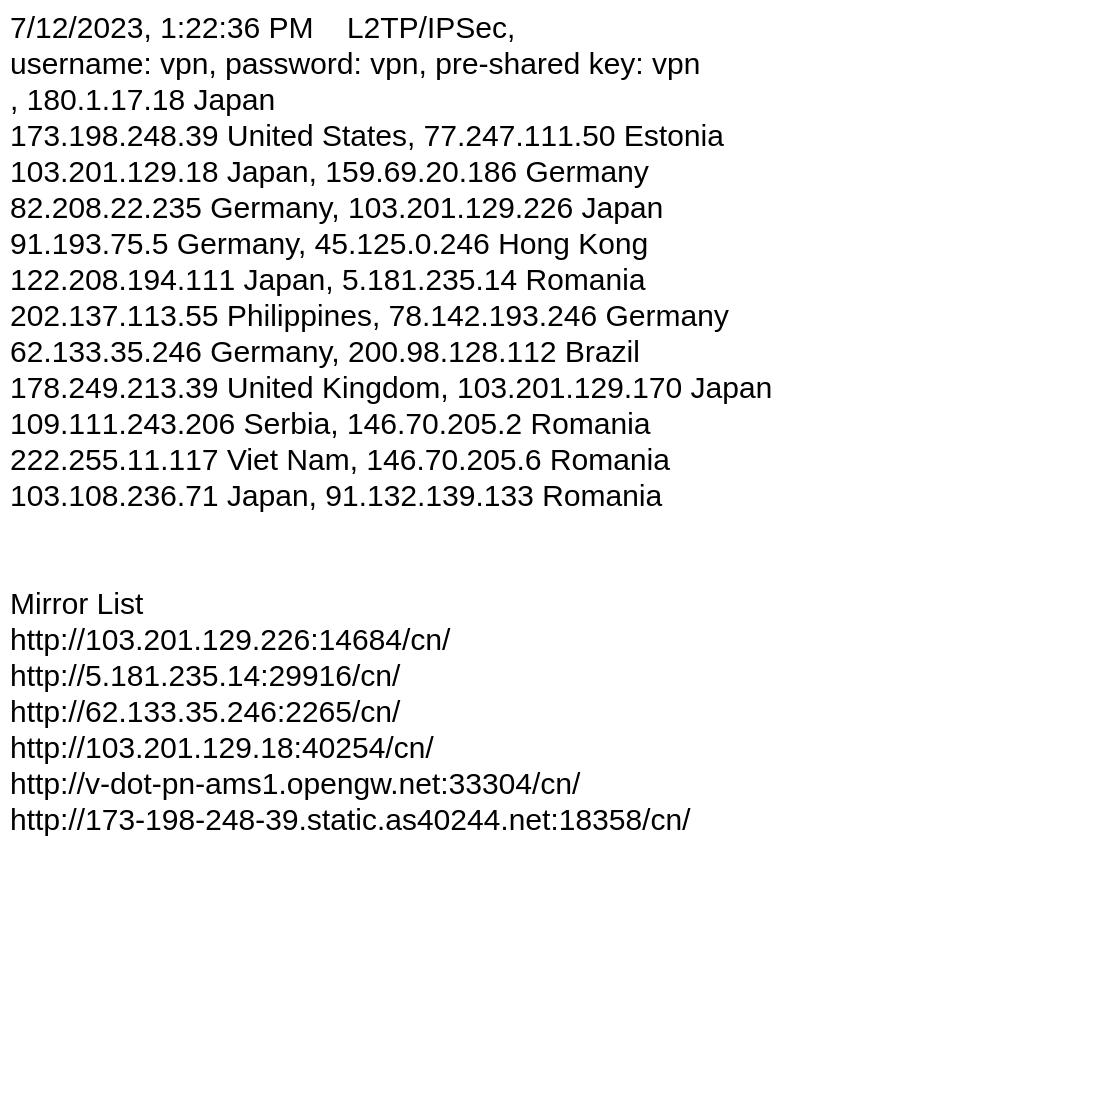 7/12/2023, 1:22:36 PM    L2TP/IPSec,
username: vpn, password: vpn, pre-shared key: vpn
, 180.1.17.18 Japan
173.198.248.39 United States, 77.247.111.50 Estonia
103.201.129.18 Japan, 159.69.20.186 Germany
82.208.22.235 Germany, 103.201.129.226 Japan
91.193.75.5 Germany, 45.125.0.246 Hong Kong
122.208.194.111 Japan, 5.181.235.14 Romania
202.137.113.55 Philippines, 78.142.193.246 Germany
62.133.35.246 Germany, 200.98.128.112 Brazil
178.249.213.39 United Kingdom, 103.201.129.170 Japan
109.111.243.206 Serbia, 146.70.205.2 Romania
222.255.11.117 Viet Nam, 146.70.205.6 Romania
103.108.236.71 Japan, 91.132.139.133 Romania
Mirror List
http://103.201.129.226:14684/cn/
http://5.181.235.14:29916/cn/
http://62.133.35.246:2265/cn/
http://103.201.129.18:40254/cn/
http://v-dot-pn-ams1.opengw.net:33304/cn/
http://173-198-248-39.static.as40244.net:18358/cn/